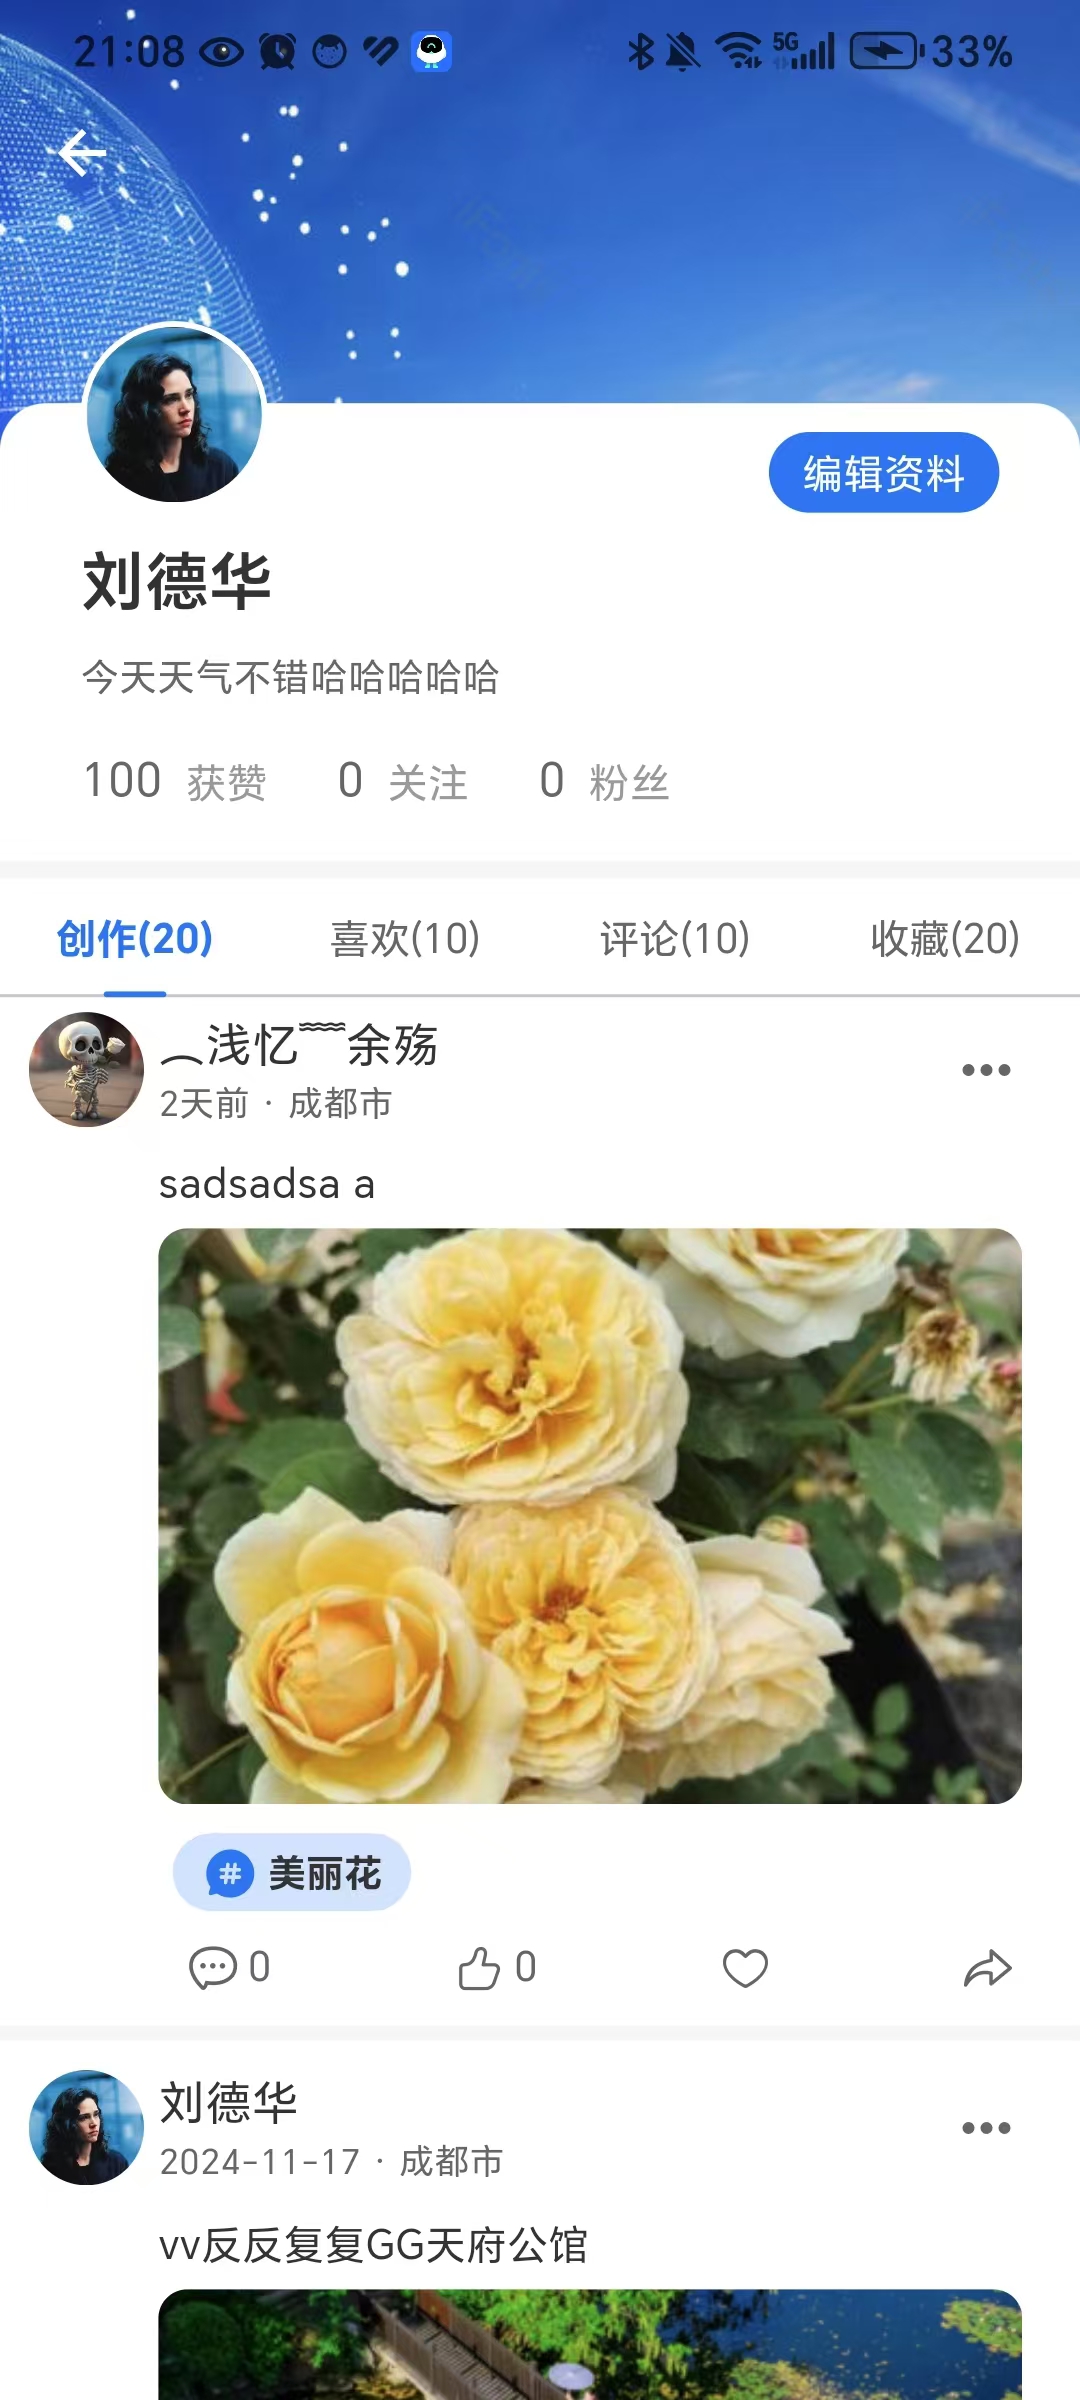 21:08 5G 33%
编辑资料
刘德华
今天天气不错哈哈哈哈哈
100 获赞 0 关注 0 粉丝
创作(20) 喜欢(10) 评论(10) 收藏(20)
︵浅忆﹌余殇
2天前 · 成都市
sadsadsa a
# 美丽花
0 0
刘德华
2024-11-17 · 成都市
vv反反复复GG天府公馆